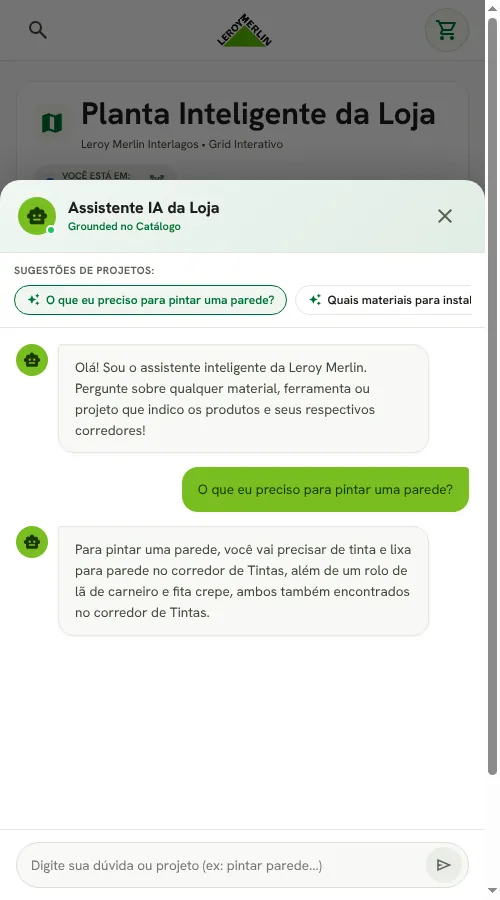 LEROY MERLIN
Planta Inteligente da Loja
Leroy Merlin Interlagos • Grid Interativo
VOCÊ ESTÁ EM:
Assistente IA da Loja
Grounded no Catálogo
SUGESTÕES DE PROJETOS:
O que eu preciso para pintar uma parede?
Quais materiais para instal
Olá! Sou o assistente inteligente da Leroy Merlin.
Pergunte sobre qualquer material, ferramenta ou
projeto que indico os produtos e seus respectivos
corredores!
O que eu preciso para pintar uma parede?
Para pintar uma parede, você vai precisar de tinta e lixa
para parede no corredor de Tintas, além de um rolo de
lã de carneiro e fita crepe, ambos também encontrados
no corredor de Tintas.
Digite sua dúvida ou projeto (ex: pintar parede...)